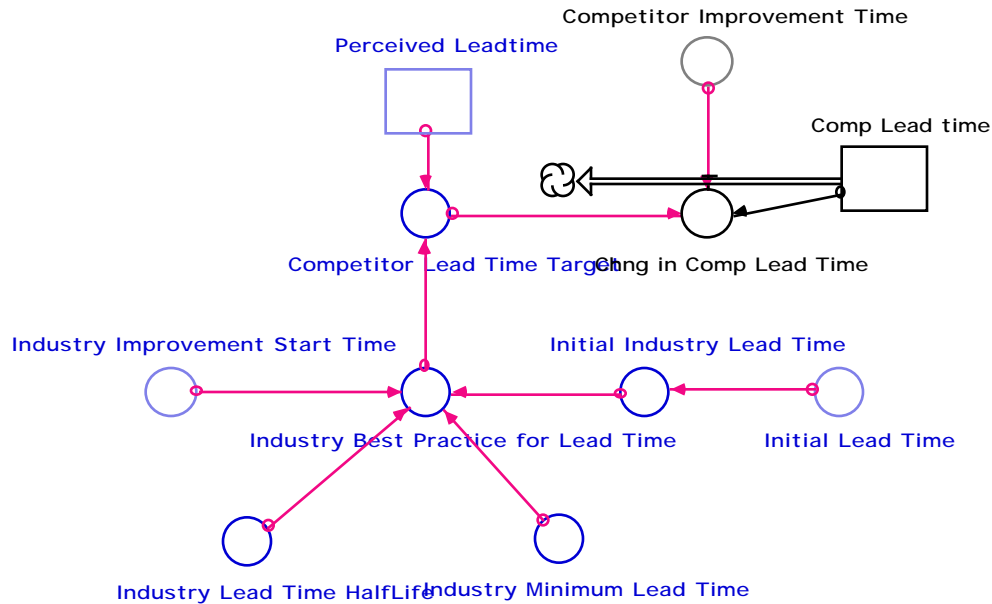 Competitor Improvement Time
Perceived Leadtime
Comp Lead time
Competitor Lead Time Target
Chng in Comp Lead Time
Industry Improvement Start Time
Initial Industry Lead Time
Industry Best Practice for Lead Time
Initial Lead Time
Industry Lead Time HalfLife
Industry Minimum Lead Time